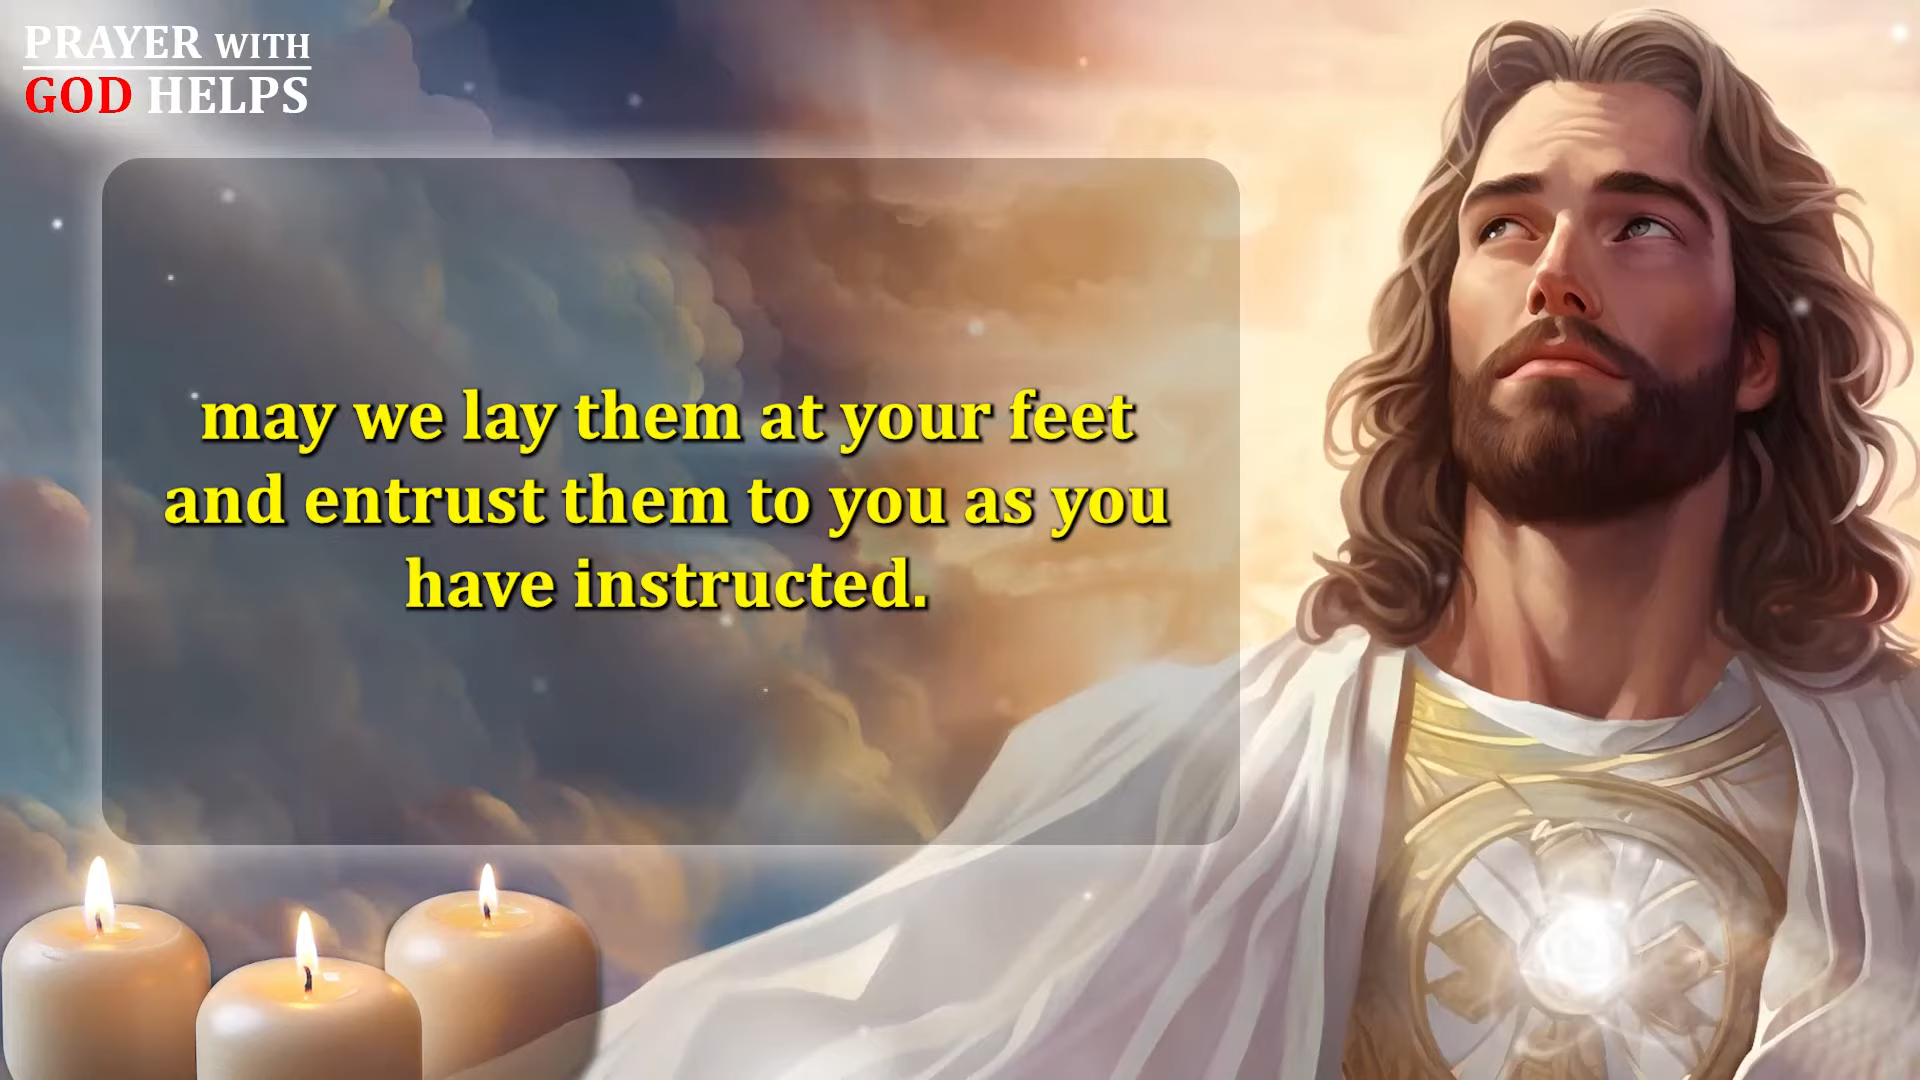 PRAYER WITH
GOD HELPS
may we lay them at your feet
and entrust them to you as you
have instructed.